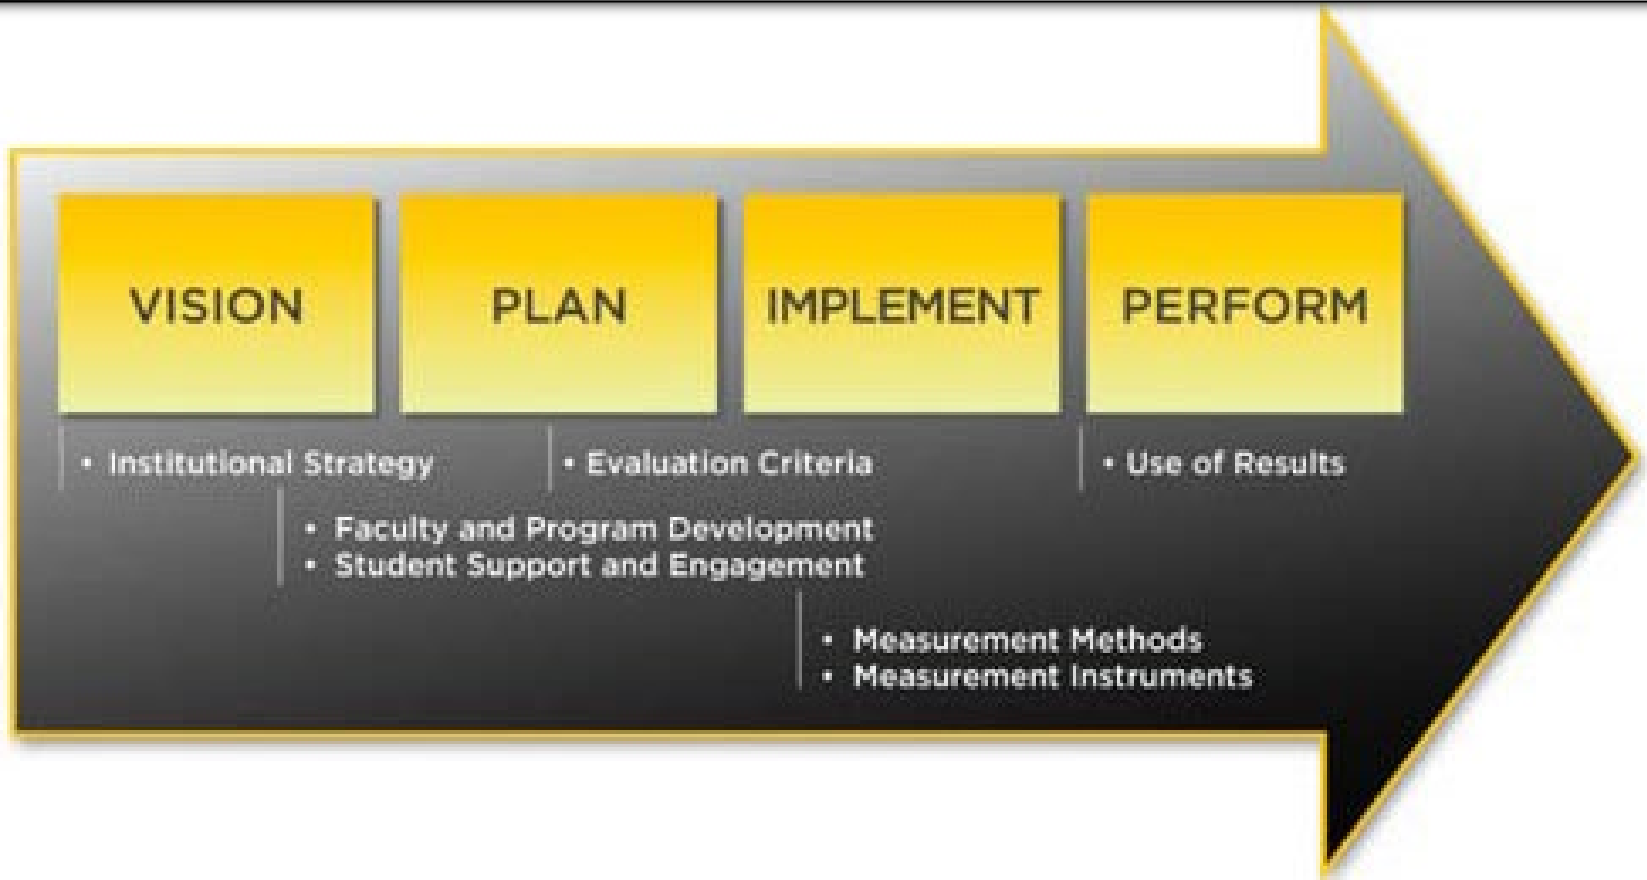 VISION PLAN IMPLEMENT PERFORM
• Institutional Strategy • Evaluation Criteria • Use of Results
• Faculty and Program Development
• Student Support and Engagement
• Measurement Methods
• Measurement Instruments